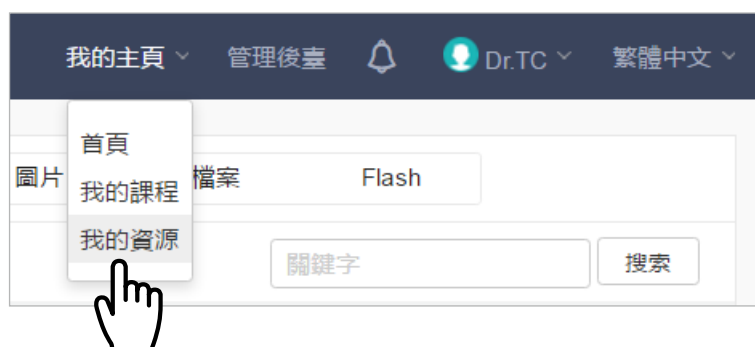 我的主頁 管理後臺 Dr.TC 繁體中文
首頁
圖片 我的課程 檔案 Flash
我的資源
關鍵字 搜索